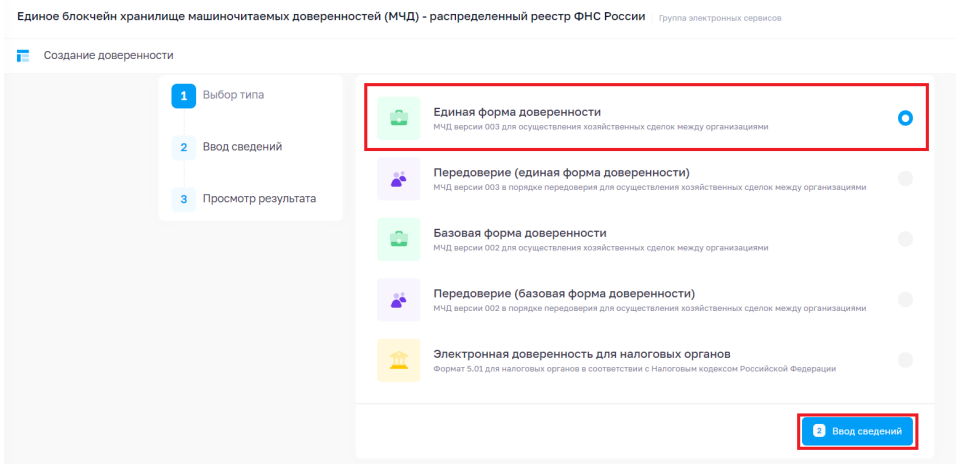 Единое блокчейн хранилище машиночитаемых доверенностей (МЧД) - распределенный реестр ФНС России Группа электронных сервисов
Создание доверенности
1 Выбор типа
2 Ввод сведений
3 Просмотр результата
Единая форма доверенности
МЧД версии 003 для осуществления хозяйственных сделок между организациями
Передоверие (единая форма доверенности)
МЧД версии 003 в порядке передоверия для осуществления хозяйственных сделок между организациями
Базовая форма доверенности
МЧД версии 002 для осуществления хозяйственных сделок между организациями
Передоверие (базовая форма доверенности)
МЧД версии 002 в порядке передоверия для осуществления хозяйственных сделок между организациями
Электронная доверенность для налоговых органов
Формат 5.01 для налоговых органов в соответствии с Налоговым кодексом Российской Федерации
2 Ввод сведений